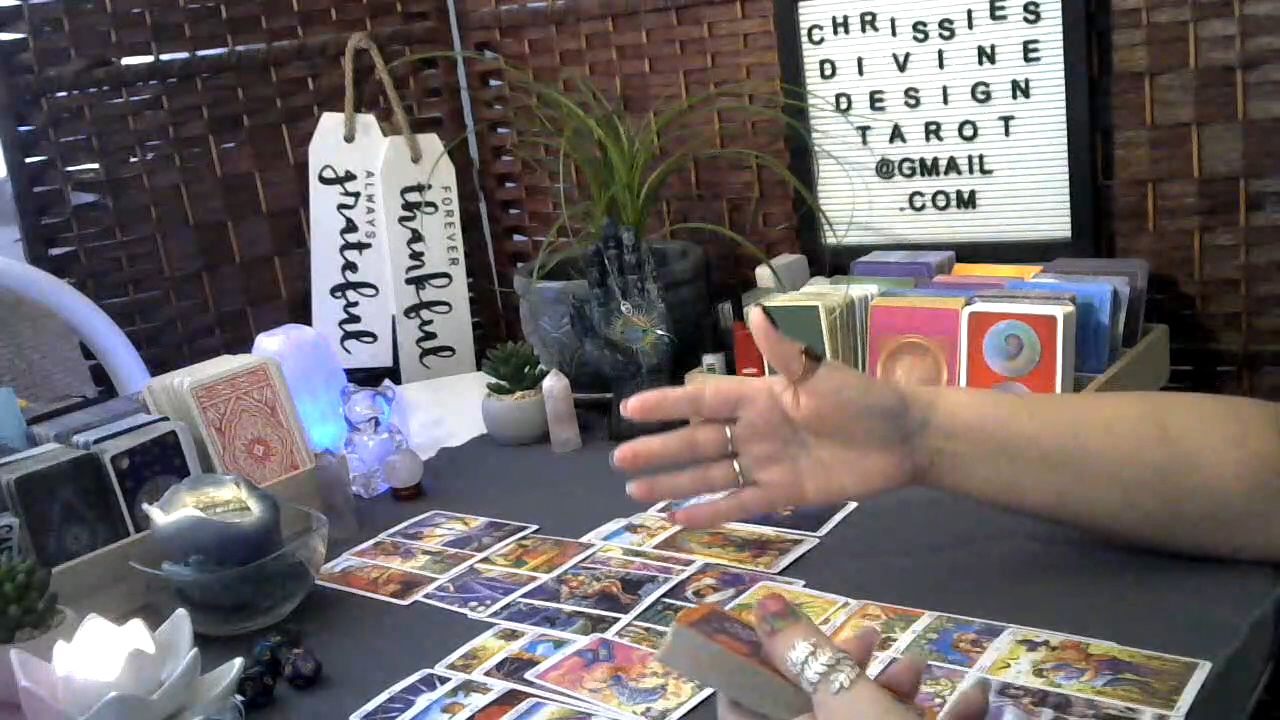 ALWAYS
grateful
FOREVER
thankful
CHRISSIES
DIVINE
DESIGN
TAROT
@GMAIL
.COM